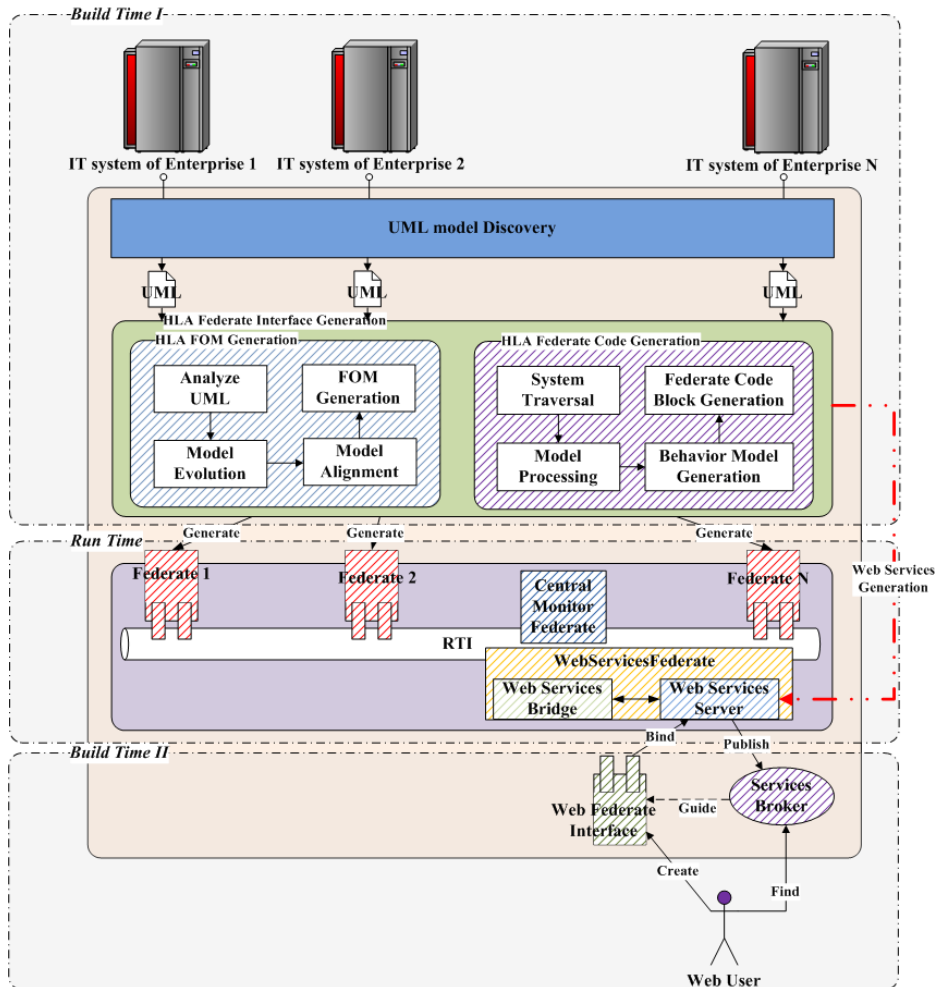 Build Time I
IT system of Enterprise 1
IT system of Enterprise 2
IT system of Enterprise N
UML model Discovery
UML
UML
UML
HLA Federate Interface Generation
HLA FOM Generation
HLA Federate Code Generation
Analyze
UML
FOM
Generation
System
Traversal
Federate Code
Block Generation
Model
Evolution
Model
Alignment
Model
Processing
Behavior Model
Generation
Generate
Generate
Generate
Run Time
Federate 1
Federate 2
Federate N
Web Services
Generation
Central
Monitor
Federate
RTI
WebServicesFederate
Web Services
Bridge
Web Services
Server
Build Time II
Bind
Publish
Web Federate
Interface
Guide
Services
Broker
Create
Find
Web User